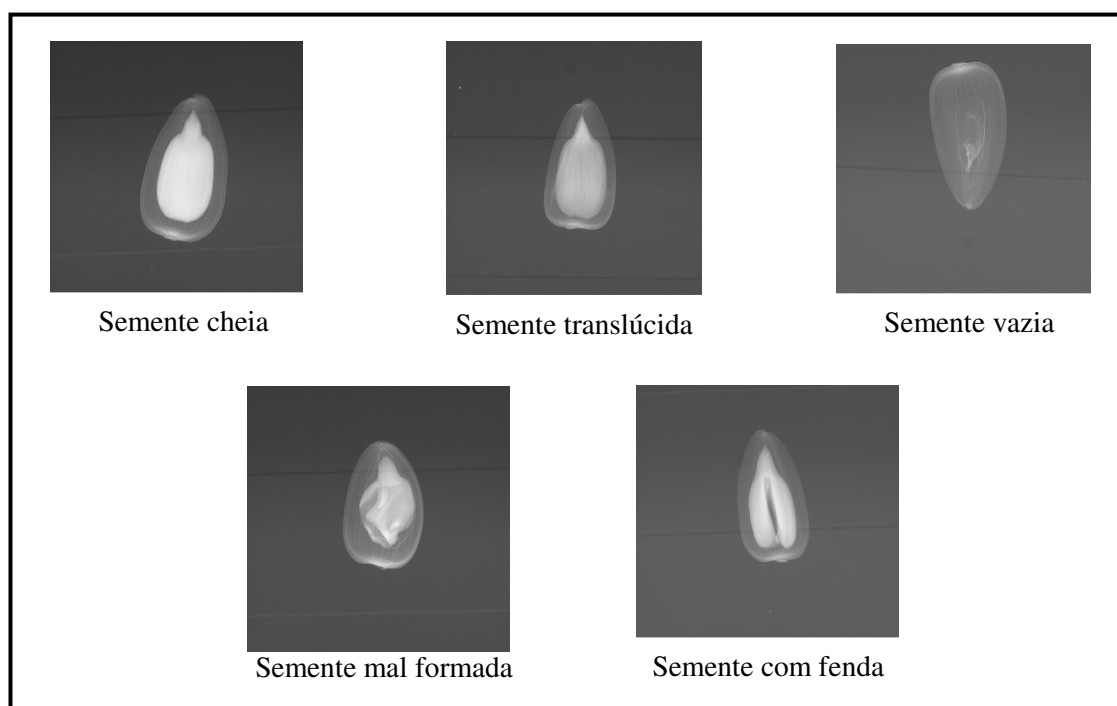 Semente cheia
Semente translúcida
Semente vazia
Semente mal formada
Semente com fenda